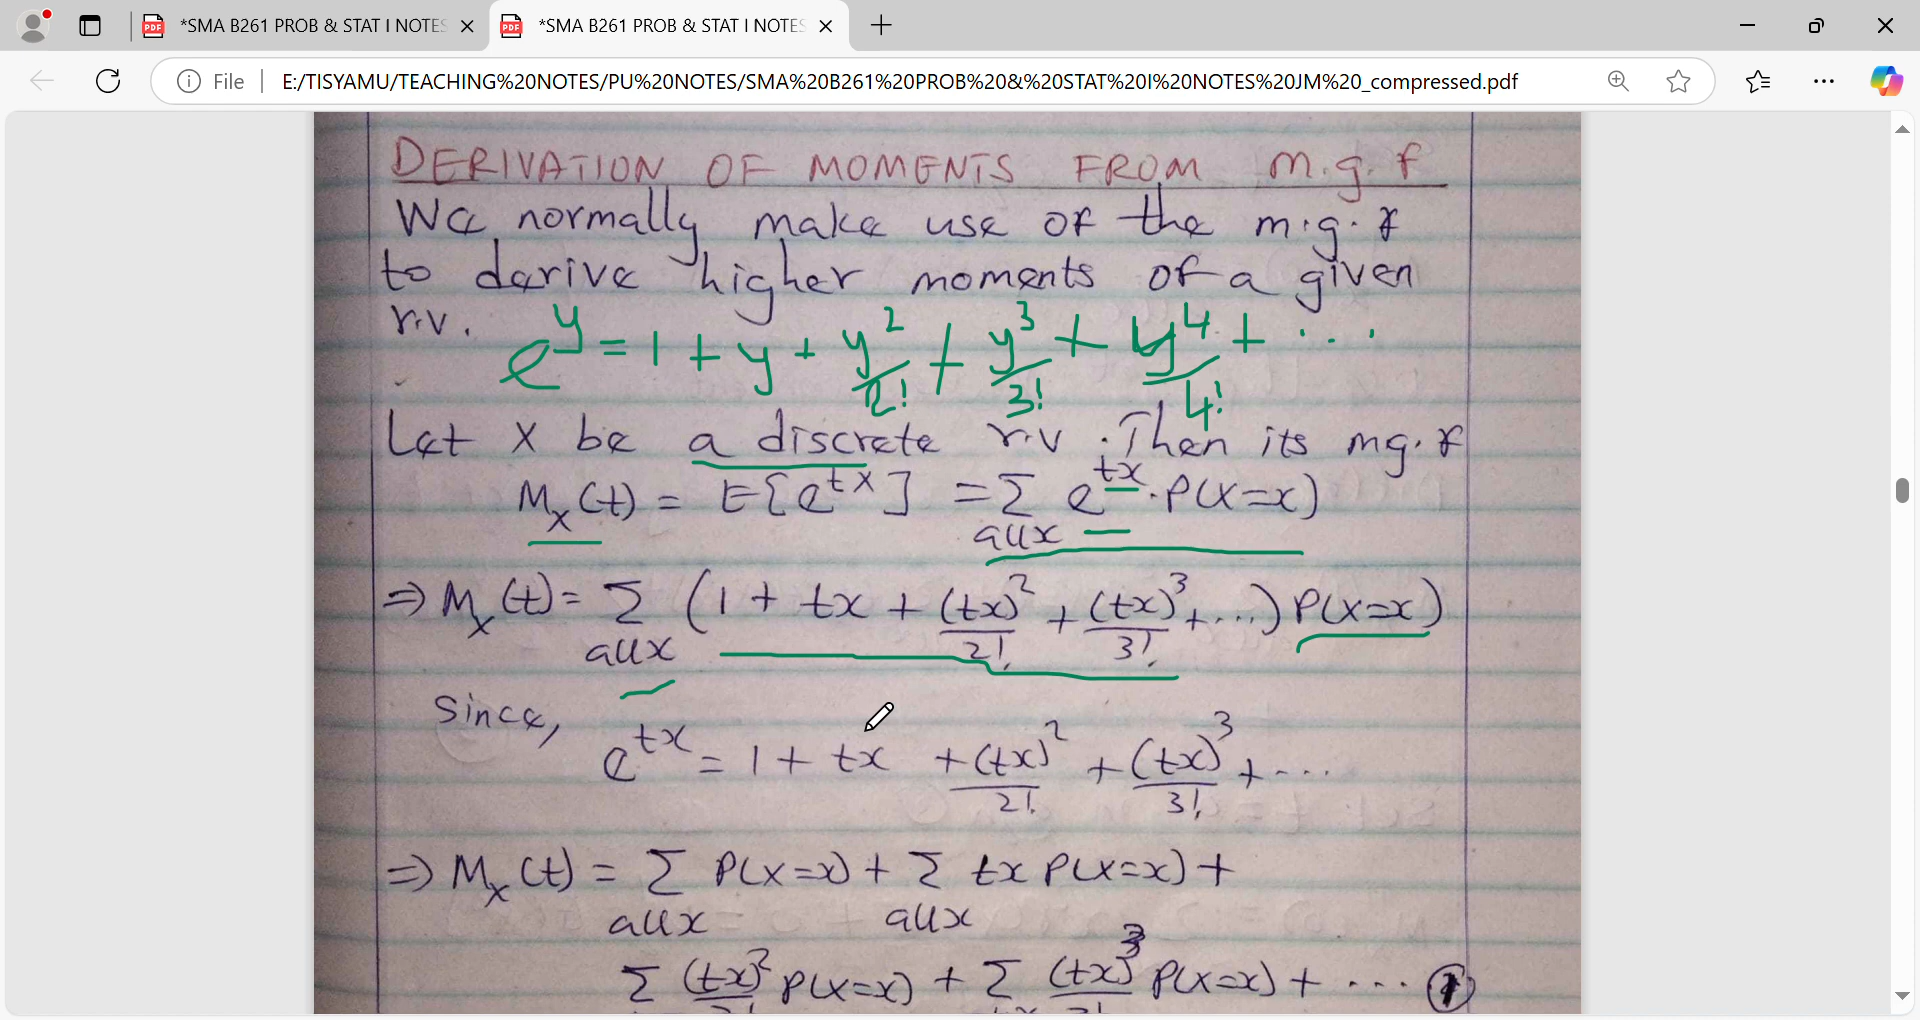 *SMA B261 PROB & STAT I NOTES
*SMA B261 PROB & STAT I NOTES
File | E:/TISYAMU/TEACHING%20NOTES/PU%20NOTES/SMA%20B261%20PROB%20&%20STAT%20I%20NOTES%20JM%20_compressed.pdf
DERIVATION OF MOMENTS FROM m.g.f
We normally make use of the m.g.f
to derive higher moments of a given
r.v.
e^y = 1 + y + y^2/2! + y^3/3! + y^4/4! + ...
Let X be a discrete r.v. Then its mg.f
M_X(t) = E[e^{tX}] = Σ_{all x} e^{tx}.P(X=x)
⇒ M_X(t) = Σ_{all x} (1 + tx + (tx)^2/2! + (tx)^3/3! + ...) P(X=x)
Since,
e^{tx} = 1 + tx + (tx)^2/2! + (tx)^3/3! + ...
⇒ M_X(t) = Σ_{all x} P(X=x) + Σ_{all x} tx P(X=x) +
Σ (tx)^2/2! P(X=x) + Σ (tx)^3/3! P(X=x) + ... ①